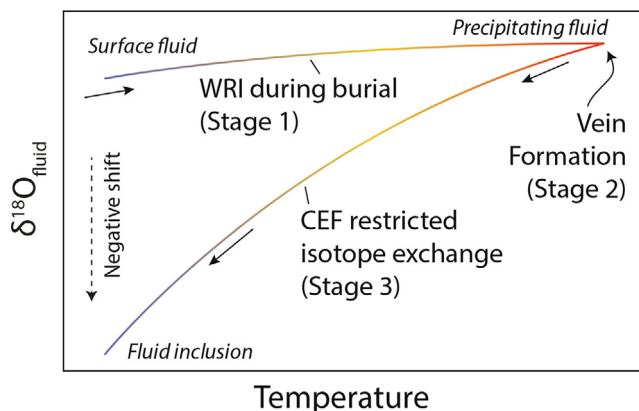 Surface fluid
Precipitating fluid
WRI during burial
(Stage 1)
Vein
Formation
(Stage 2)
CEF restricted
isotope exchange
(Stage 3)
Negative shift
Fluid inclusion
δ¹⁸Ofluid
Temperature